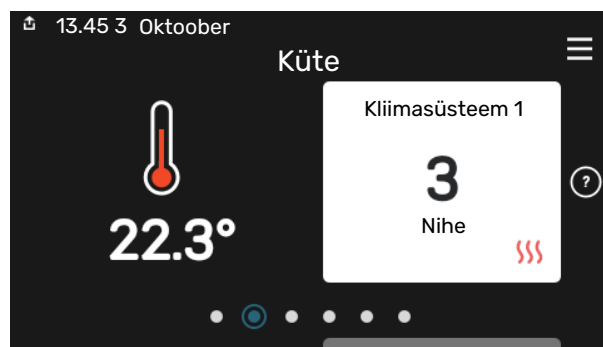 13.45 3 Oktoober
Küte
Kliimasüsteem 1
3
Nihe
22.3°
?